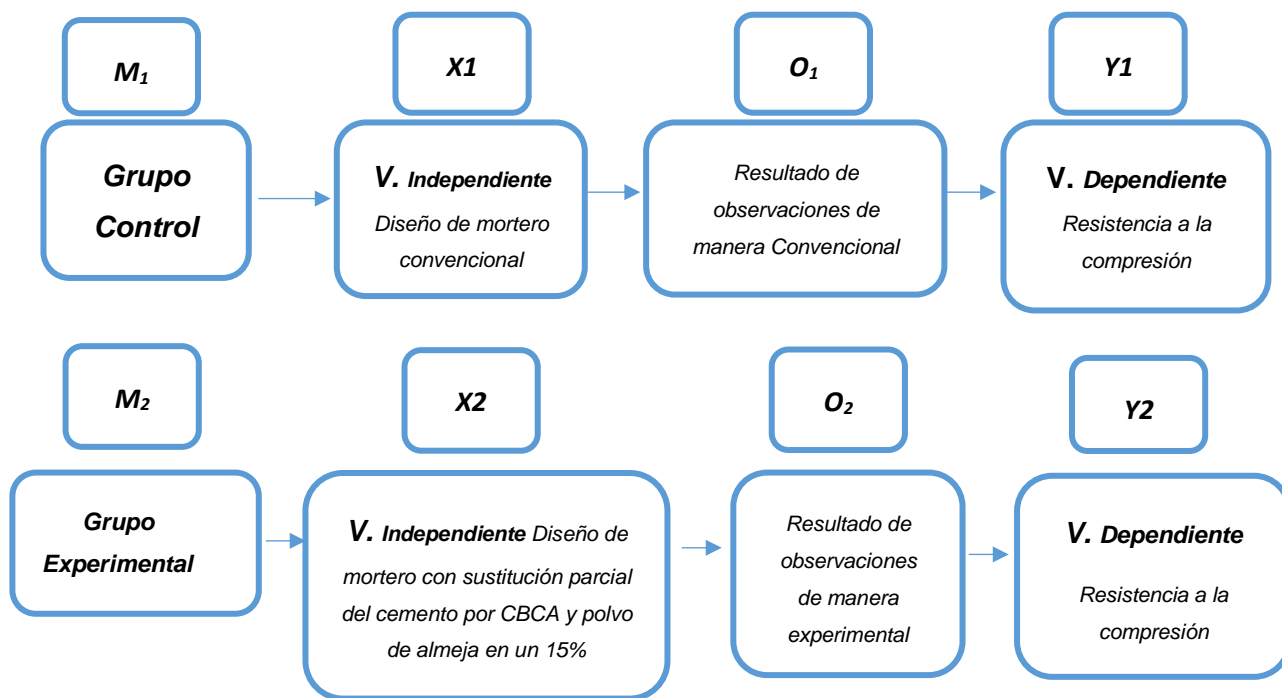 M1
X1
O1
Y1
Grupo
Control
V. Independiente
Diseño de mortero
convencional
Resultado de
observaciones de
manera Convencional
V. Dependiente
Resistencia a la
compresión
M2
X2
O2
Y2
Grupo
Experimental
V. Independiente Diseño de
mortero con sustitución parcial
del cemento por CBCA y polvo
de almeja en un 15%
Resultado de
observaciones
de manera
experimental
V. Dependiente
Resistencia a la
compresión